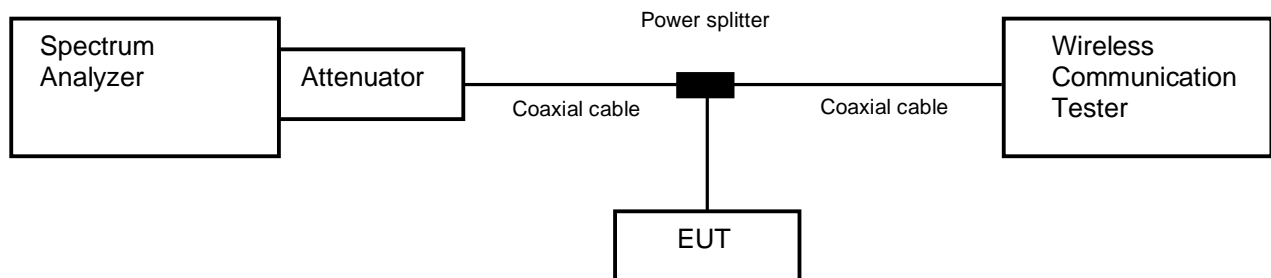 Power splitter
Spectrum
Analyzer
Attenuator
Wireless
Communication
Tester
Coaxial cable
Coaxial cable
EUT